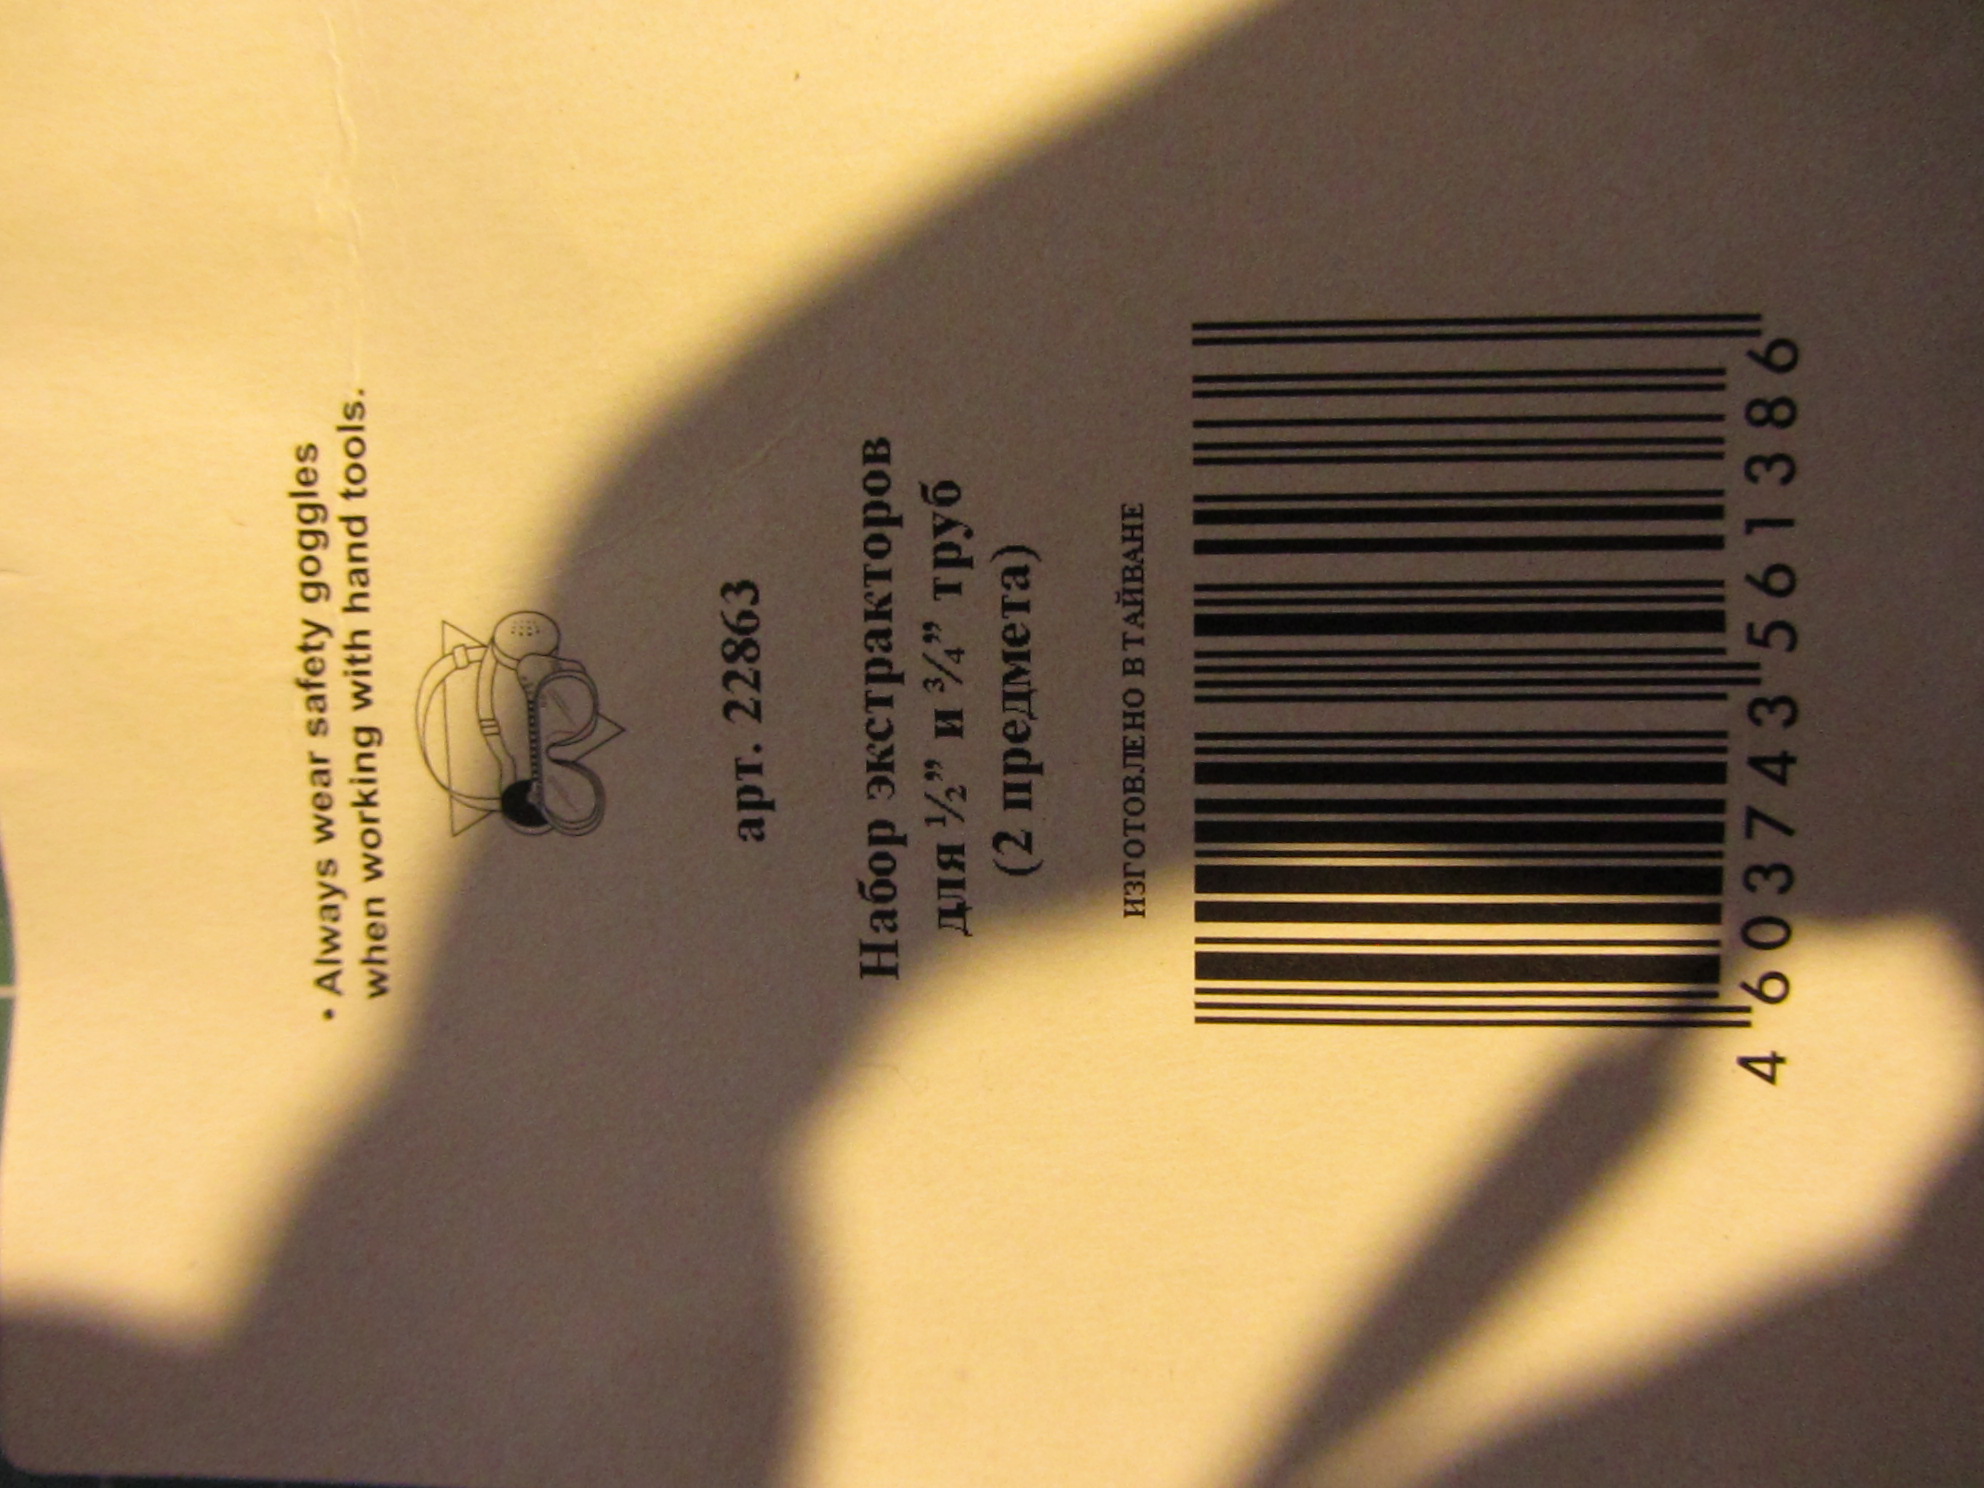 • Always wear safety goggles
when working with hand tools.
арт. 22863
Набор экстракторов
для ½” и ¾” труб
(2 предмета)
ИЗГОТОВЛЕНО В ТАЙВАНЕ
4 603743 561386